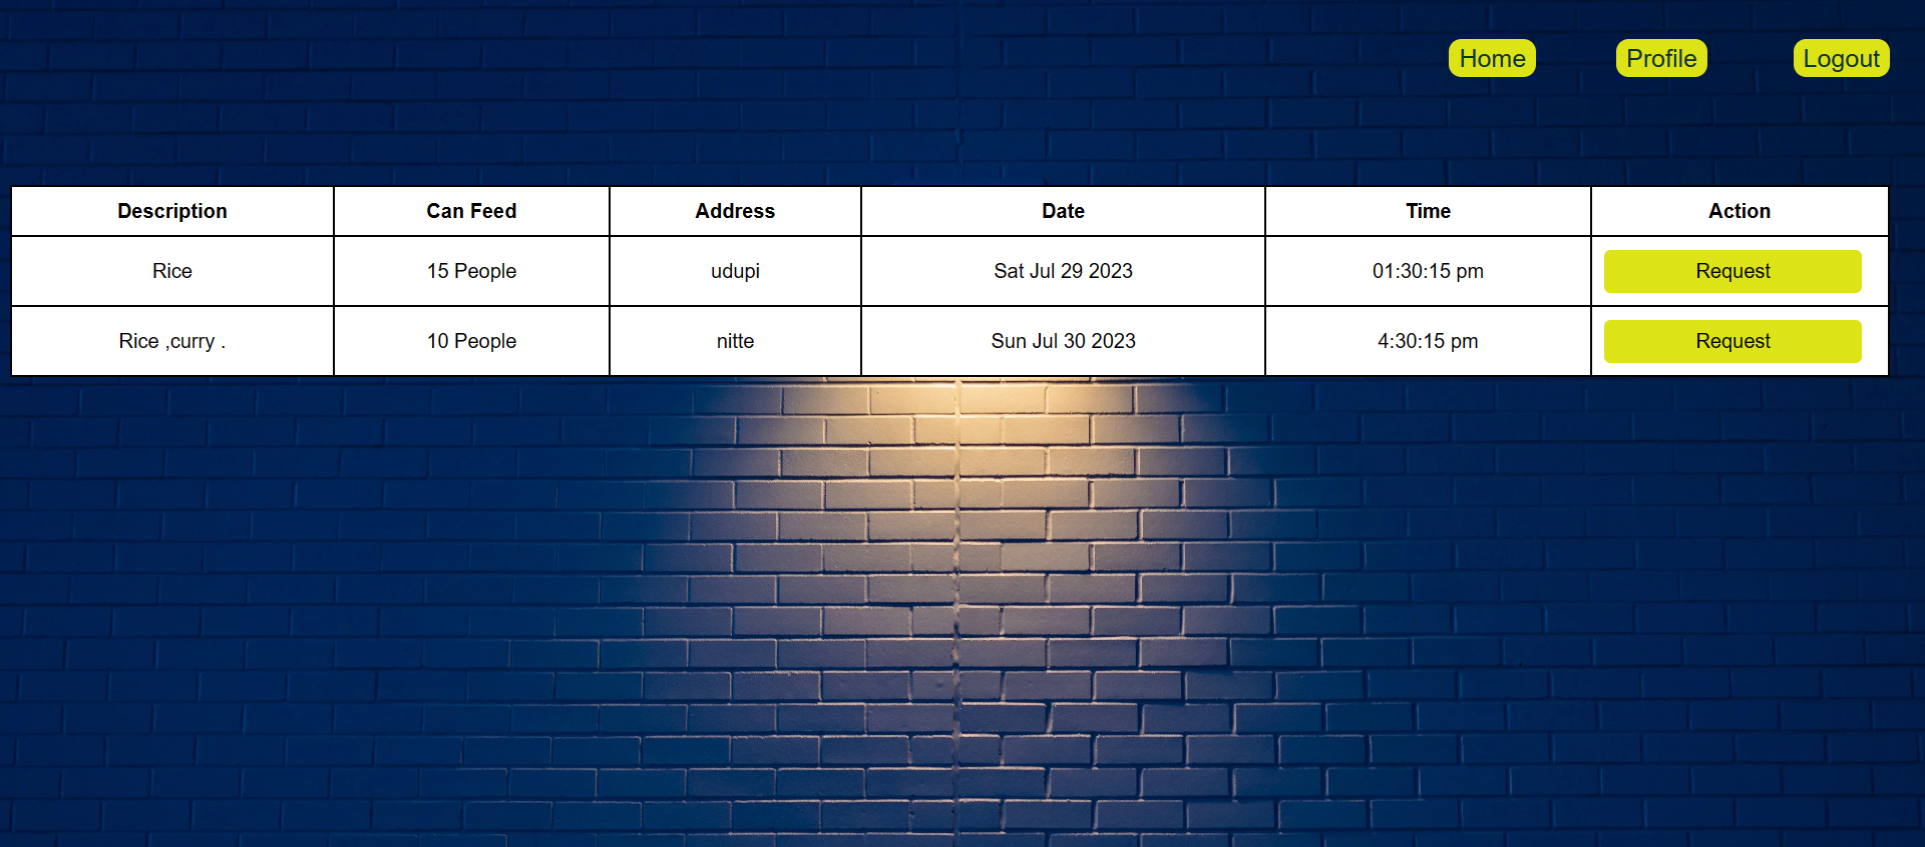 Home Profile Logout
Description Can Feed Address Date Time Action
Rice 15 People udupi Sat Jul 29 2023 01:30:15 pm Request
Rice ,curry . 10 People nitte Sun Jul 30 2023 4:30:15 pm Request